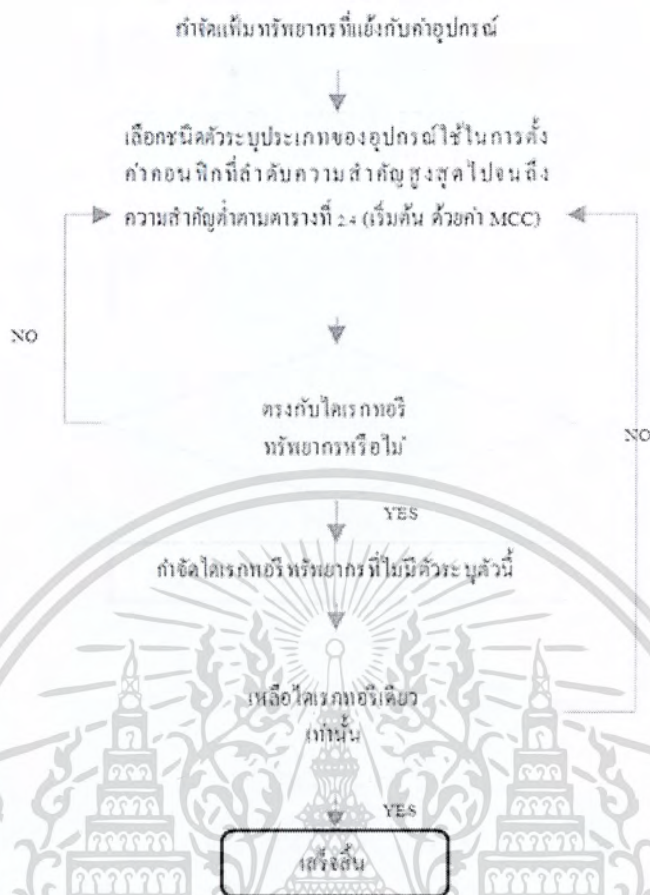 กำจัดแฟ้มทรัพยากรที่แย้งกับค่าอุปกรณ์
เลือกชนิดตัวระบุประเภทของอุปกรณ์ใช้ในการตั้ง
ค่าคอนฟิกที่ลำดับความสำคัญสูงสุดไปจนถึง
ความสำคัญต่ำตามตารางที่ 2.4 (เริ่มต้น ด้วยค่า MCC)
NO
ตรงกับไดเรกทอรี
ทรัพยากรหรือไม่
NO
YES
กำจัดไดเรกทอรีทรัพยากรที่ไม่มีตัวระบุตัวนี้
เหลือไดเรกทอรีเดียว
เท่านั้น
YES
เสร็จสิ้น